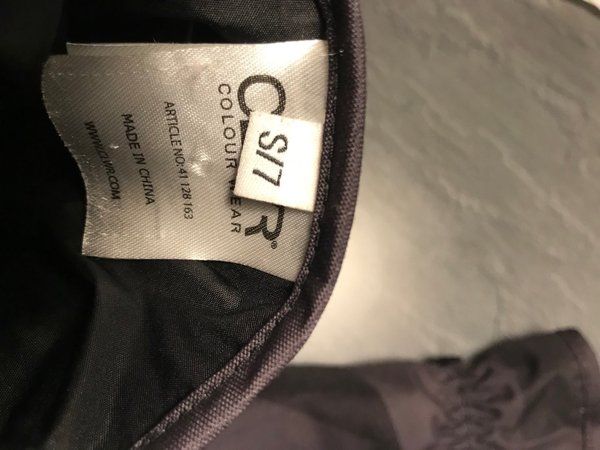 S/7
COLOUR WEAR
ARTICLE NO: 41 128 163
MADE IN CHINA
WWW.CLWR.COM